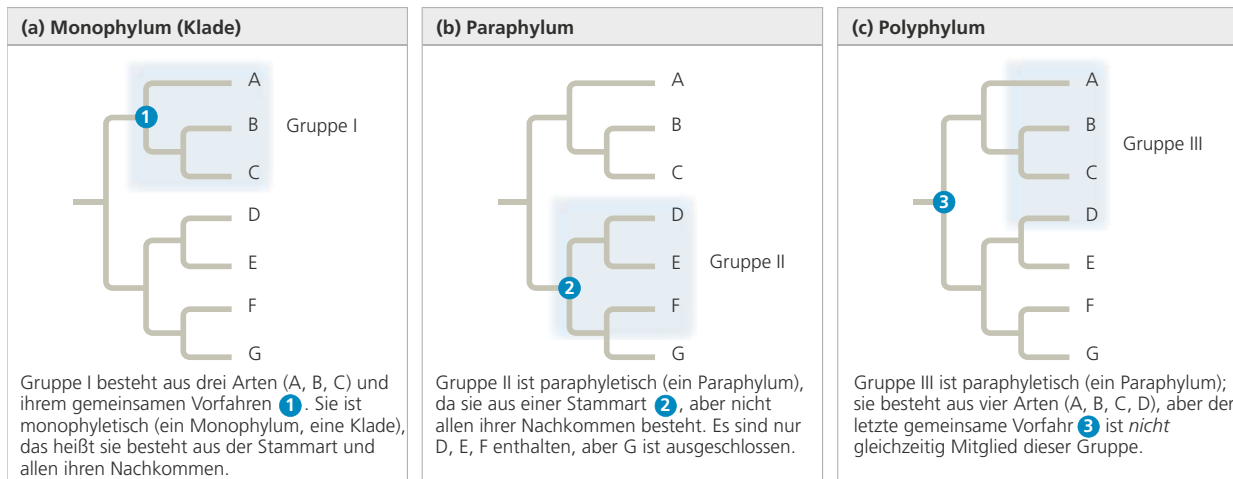 (a) Monophylum (Klade)
A
1
B
Gruppe I
C
D
E
F
G
Gruppe I besteht aus drei Arten (A, B, C) und
ihrem gemeinsamen Vorfahren 1. Sie ist
monophyletisch (ein Monophylum, eine Klade),
das heißt sie besteht aus der Stammart und
allen ihren Nachkommen.
(b) Paraphylum
A
B
C
D
E
Gruppe II
2
F
G
Gruppe II ist paraphyletisch (ein Paraphylum),
da sie aus einer Stammart 2, aber nicht
allen ihrer Nachkommen besteht. Es sind nur
D, E, F enthalten, aber G ist ausgeschlossen.
(c) Polyphylum
A
B
Gruppe III
C
3
D
E
F
G
Gruppe III ist paraphyletisch (ein Paraphylum);
sie besteht aus vier Arten (A, B, C, D), aber der
letzte gemeinsame Vorfahr 3 ist nicht
gleichzeitig Mitglied dieser Gruppe.